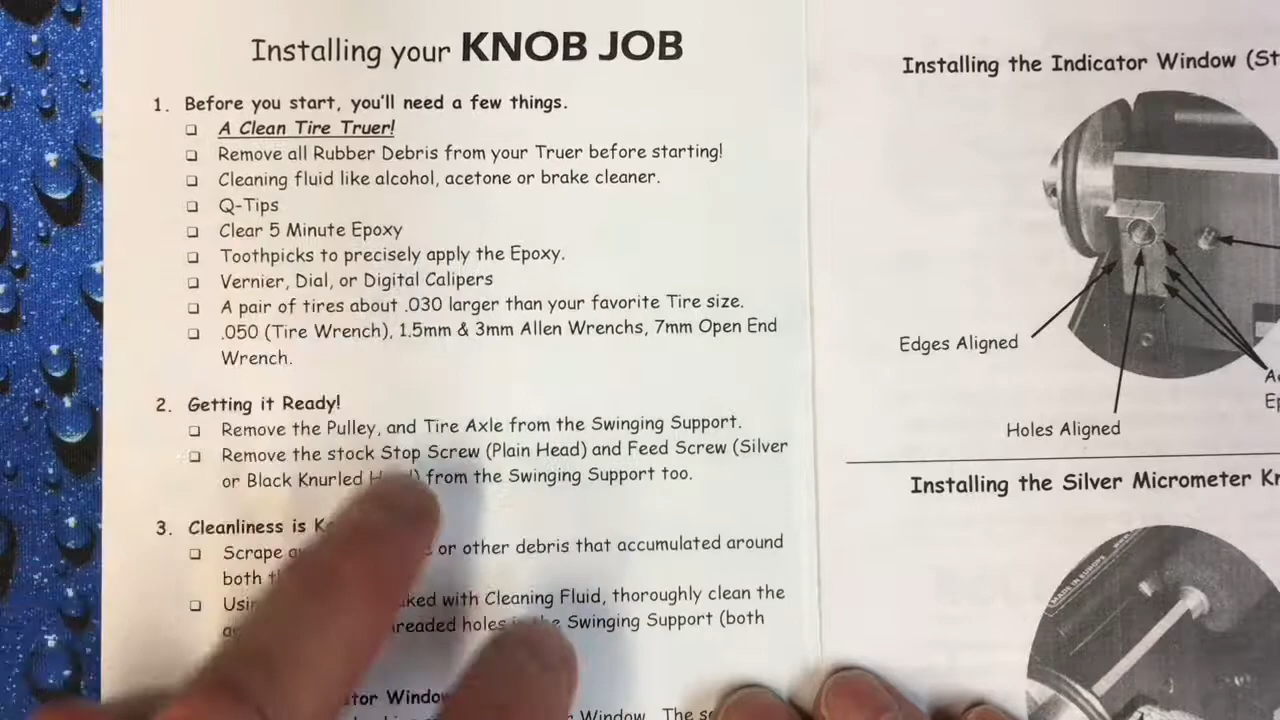 Installing your KNOB JOB
1. Before you start, you'll need a few things.
A Clean Tire Truer!
Remove all Rubber Debris from your Truer before starting!
Cleaning fluid like alcohol, acetone or brake cleaner.
Q-Tips
Clear 5 Minute Epoxy
Toothpicks to precisely apply the Epoxy.
Vernier, Dial, or Digital Calipers
A pair of tires about .030 larger than your favorite Tire size.
.050 (Tire Wrench), 1.5mm & 3mm Allen Wrenchs, 7mm Open End
Wrench.
2. Getting it Ready!
Remove the Pulley, and Tire Axle from the Swinging Support.
Remove the stock Stop Screw (Plain Head) and Feed Screw (Silver
or Black Knurled from the Swinging Support too.
3. Cleanliness is
Scrape or other debris that accumulated around
both
with Cleaning Fluid, thoroughly clean the
holes Swinging Support (both
Window. The
Installing the Indicator Window
Edges Aligned
Holes Aligned
Installing the Silver Micrometer
MADE IN EUROPE